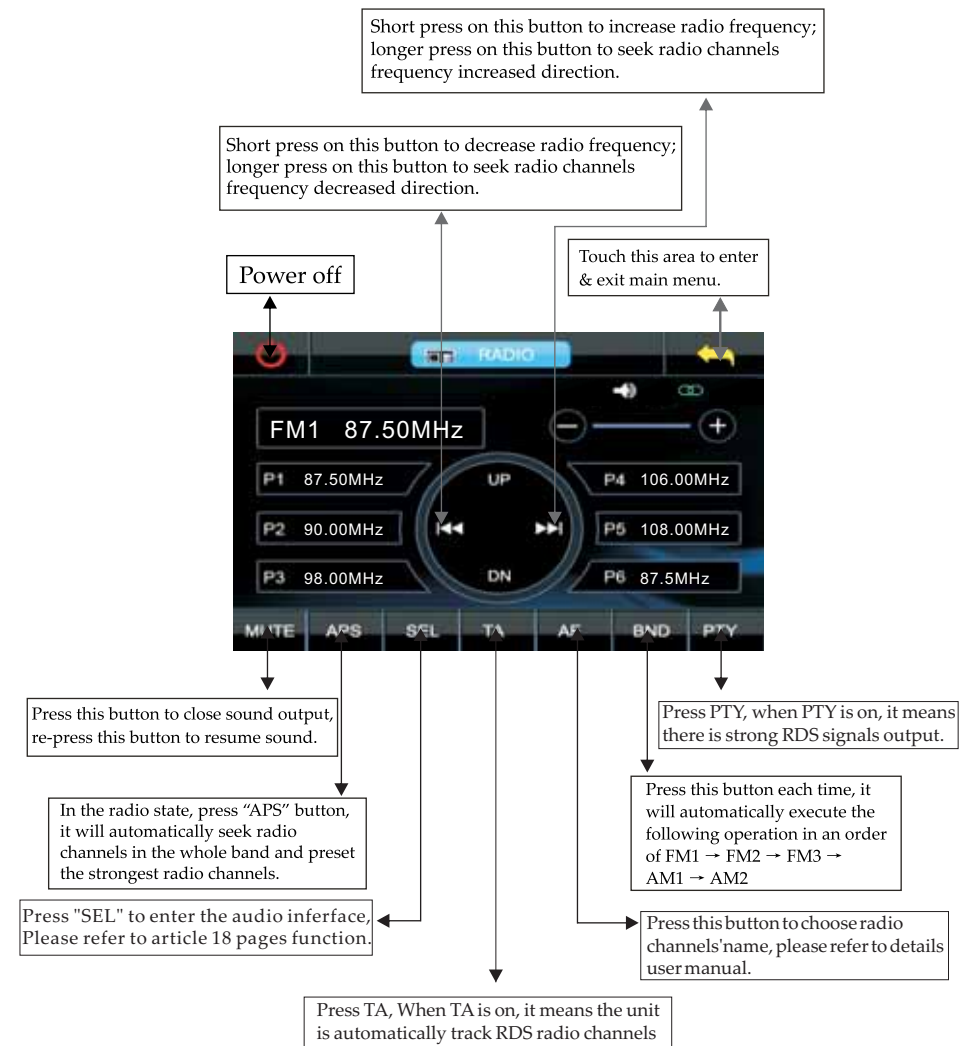 Short press on this button to increase radio frequency;
longer press on this button to seek radio channels
frequency increased direction.
Short press on this button to decrease radio frequency;
longer press on this button to seek radio channels
frequency decreased direction.
Power off
Touch this area to enter
& exit main menu.
RADIO
FM1 87.50MHz
P1 87.50MHz
UP
P4 106.00MHz
P2 90.00MHz
P5 108.00MHz
P3 98.00MHz
DN
P6 87.5MHz
MUTE APS SEL TA AF BND PTY
Press this button to close sound output,
re-press this button to resume sound.
Press PTY, when PTY is on, it means
there is strong RDS signals output.
In the radio state, press “APS” button,
it will automatically seek radio
channels in the whole band and preset
the strongest radio channels.
Press this button each time, it
will automatically execute the
following operation in an order
of FM1 → FM2 → FM3 →
AM1 → AM2
Press "SEL" to enter the audio inferface,
Please refer to article 18 pages function.
Press this button to choose radio
channels'name, please refer to details
user manual.
Press TA, When TA is on, it means the unit
is automatically track RDS radio channels